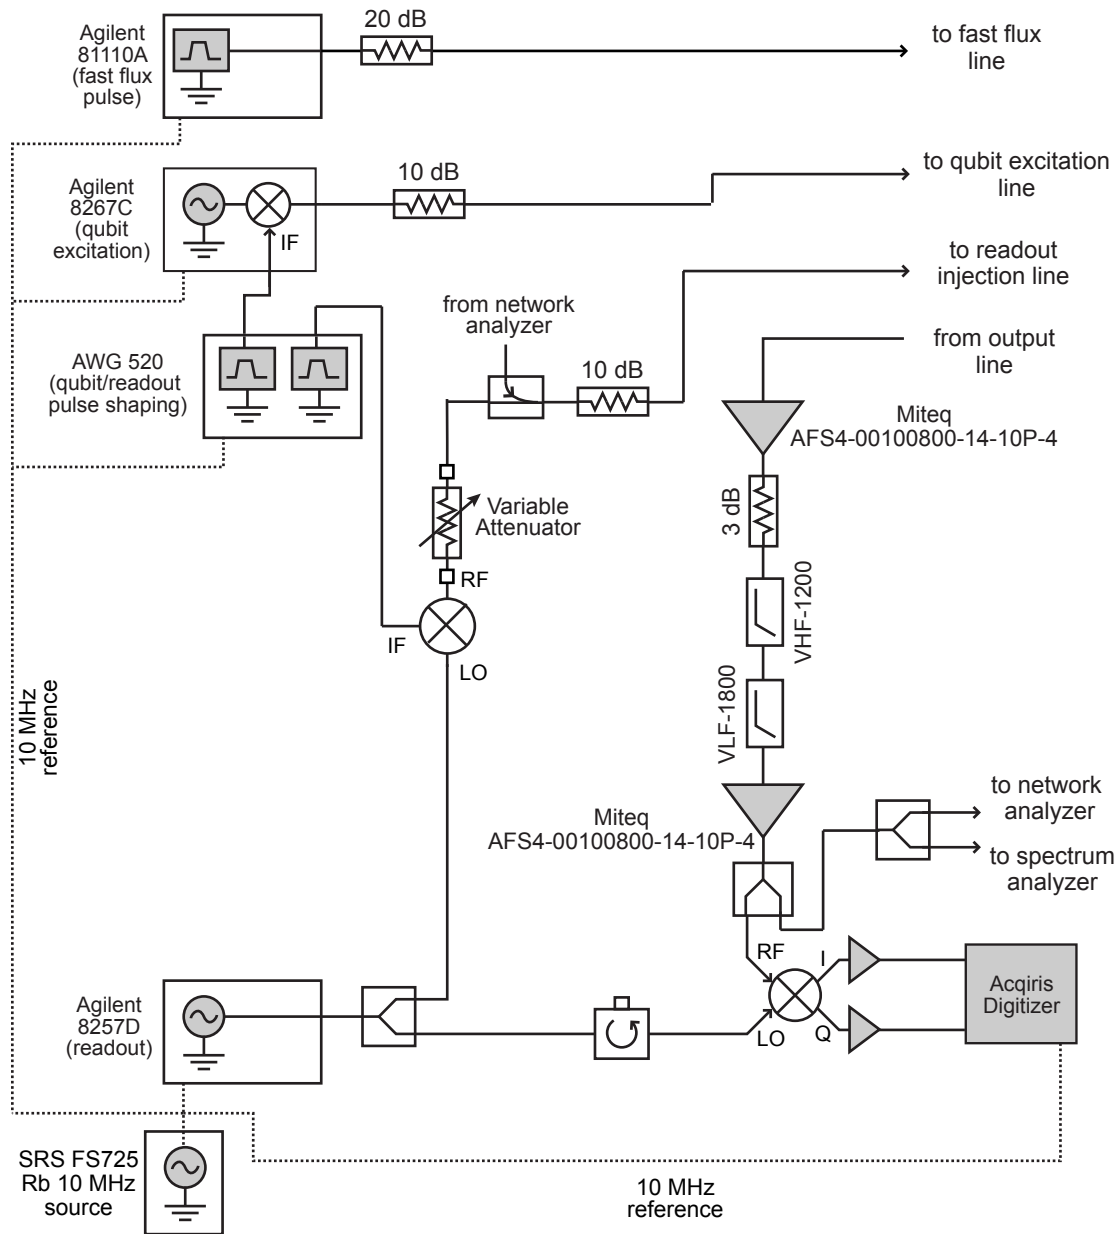 Agilent
81110A
(fast flux
pulse)
20 dB
to fast flux
line
Agilent
8267C
(qubit
excitation)
IF
10 dB
to qubit excitation
line
to readout
injection line
from network
analyzer
10 dB
from output
line
AWG 520
(qubit/readout
pulse shaping)
Miteq
AFS4-00100800-14-10P-4
3 dB
Variable
Attenuator
RF
IF
LO
VHF-1200
VLF-1800
10 MHz
reference
Miteq
AFS4-00100800-14-10P-4
to network
analyzer
to spectrum
analyzer
RF
I
LO
Q
Acqiris
Digitizer
Agilent
8257D
(readout)
SRS FS725
Rb 10 MHz
source
10 MHz
reference